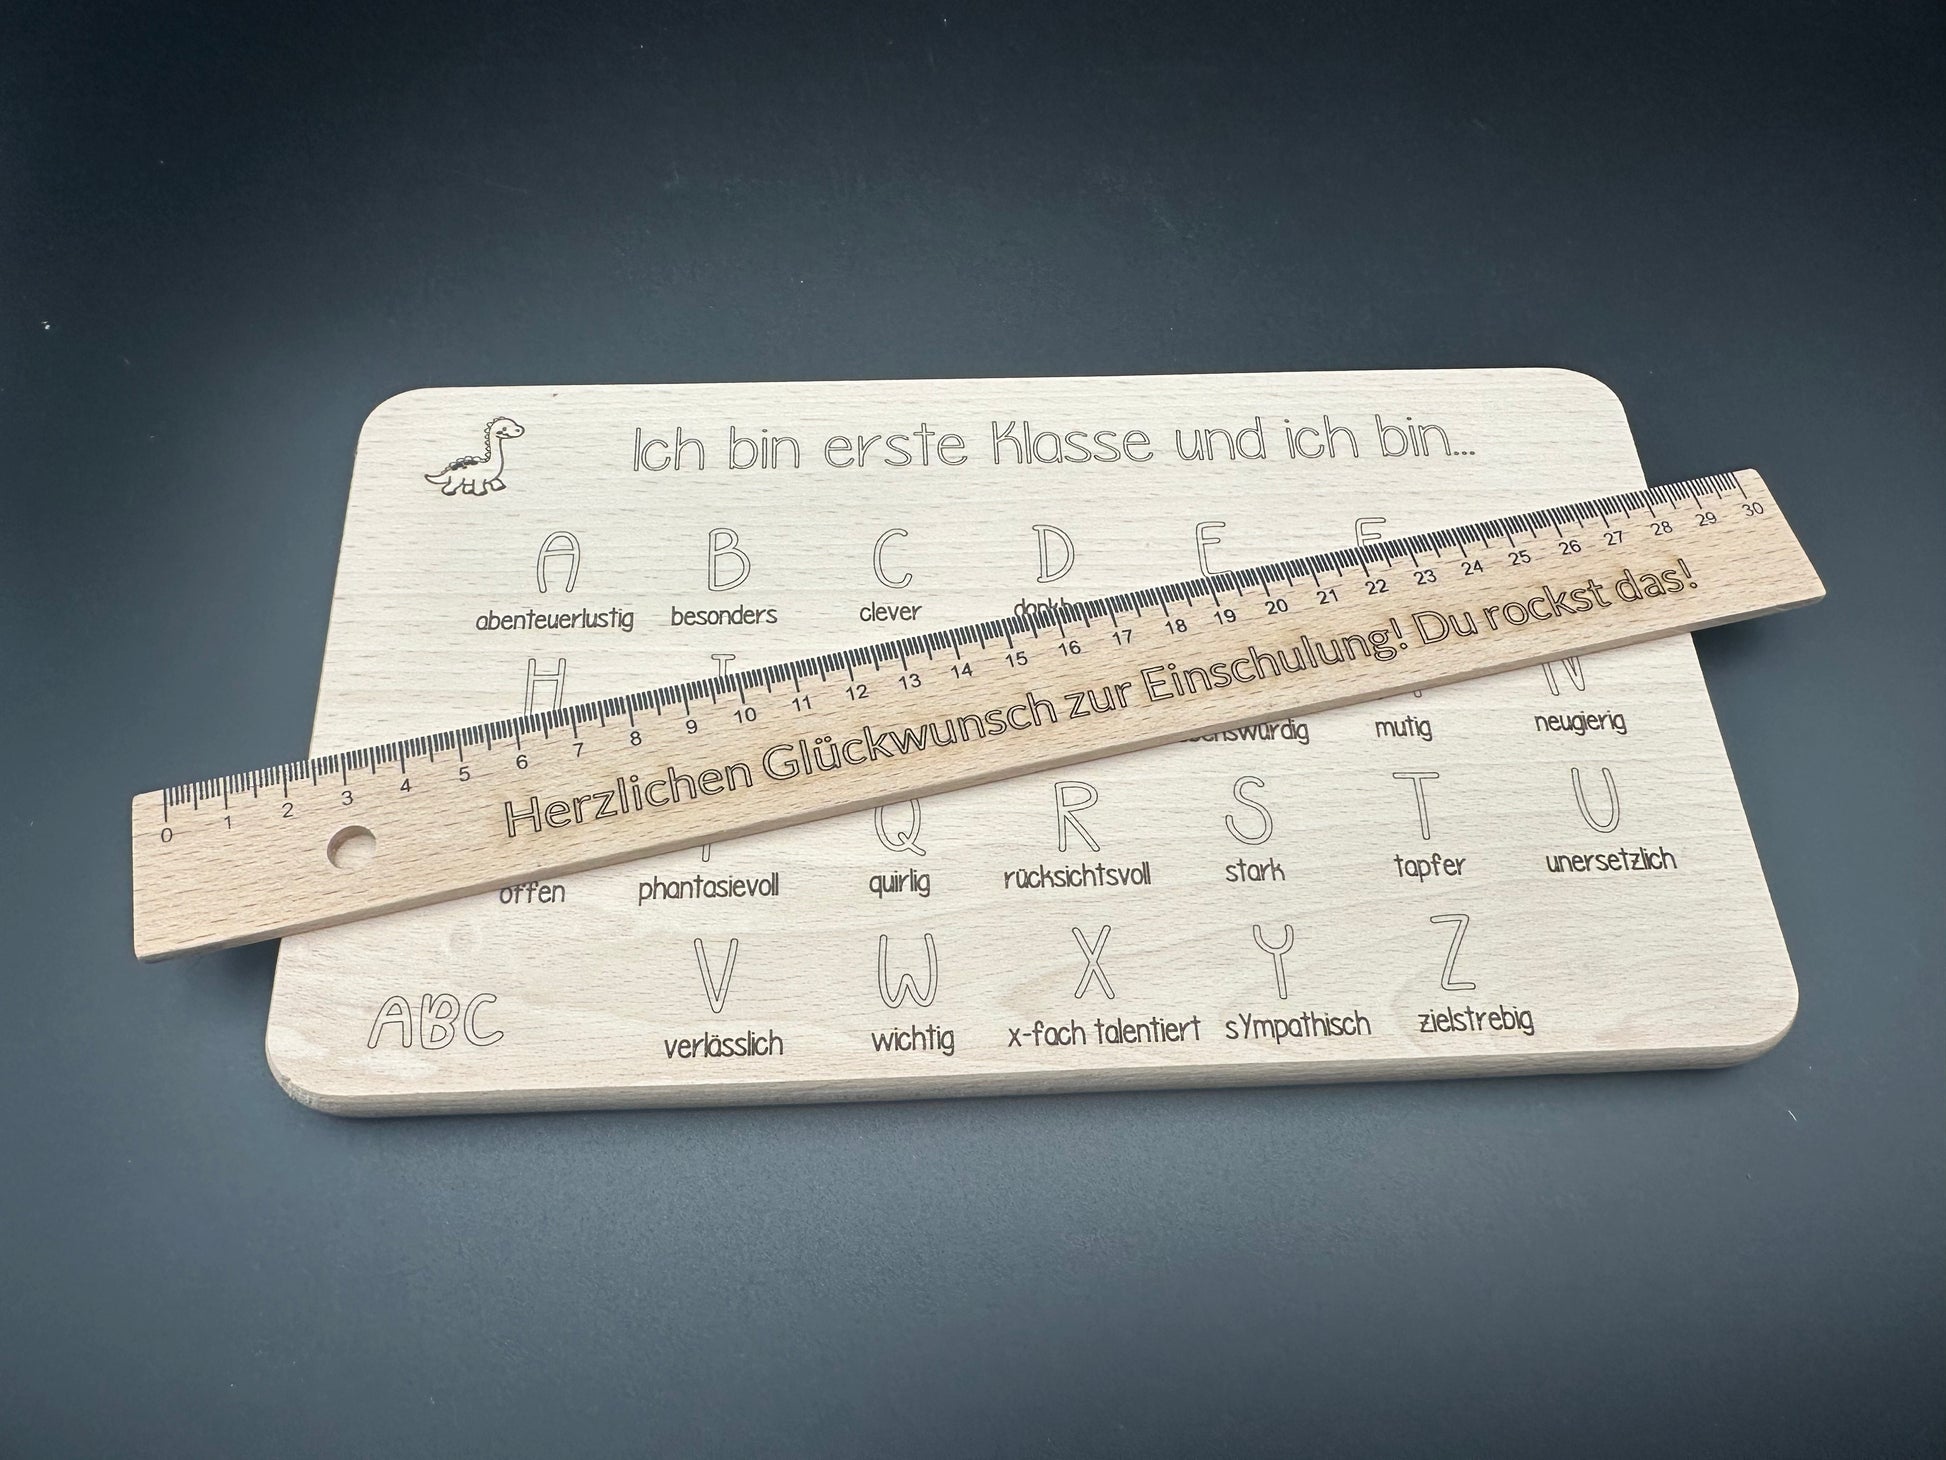 Ich bin erste Klasse und ich bin...
A B C D E F
abenteuerlustig besonders clever
H I N
0 1 2 3 4 5 6 7 8 9 10 11 12 13 14 15 16 17 18 19 20 21 22 23 24 25 26 27 28 29 30
Herzlichen Glückwunsch zur Einschulung! Du rockst das!
mutig neugierig
Q R S T U
offen phantasievoll quirlig rücksichtsvoll stark tapfer unersetzlich
ABC V W X Y Z
verlässlich wichtig x-fach talentiert sYmpathisch zielstrebig